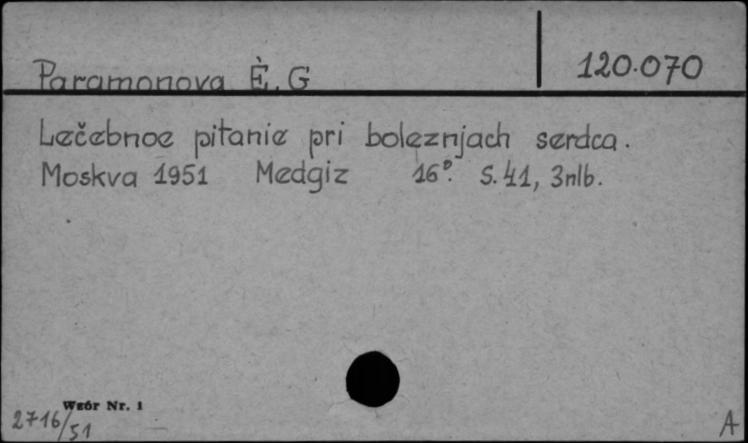 Paramonova È. G
120.070
Lečebnoe pitanie pri boleznjach serdca.
Moskva 1951 Medgiz 16°. S. 41, 3nlb.
Wzór Nr. 1
2716/51
A